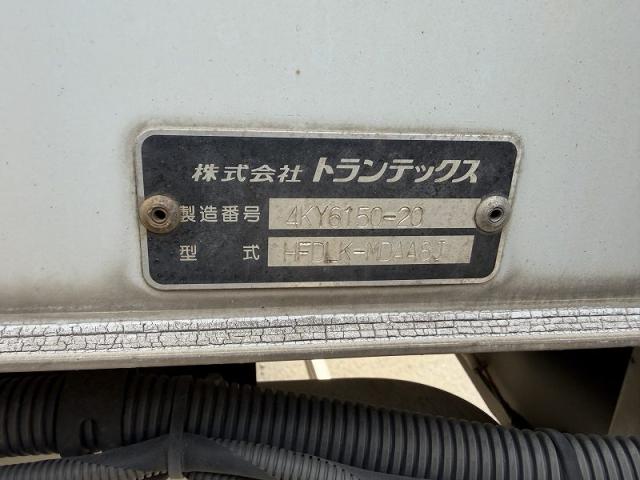 株式会社トランテックス
製造番号 4KY6150-20
型式 HFDLK-MDAA8J